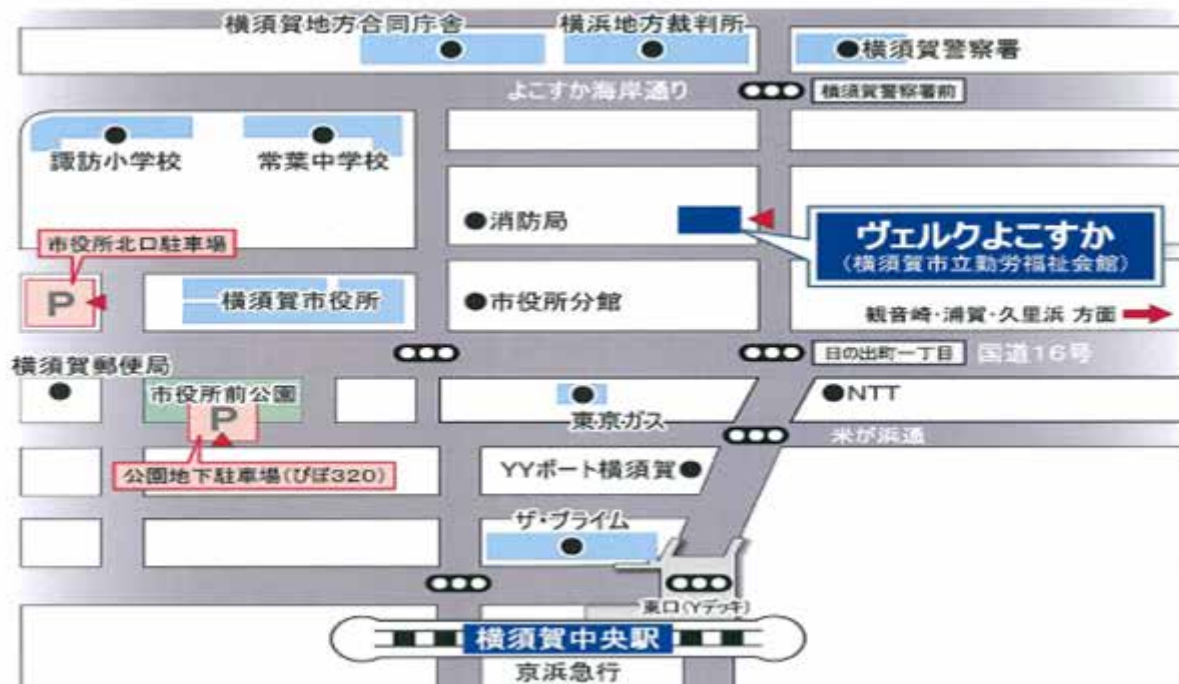 横須賀地方合同庁舎
横浜地方裁判所
横須賀警察署
よこすか海岸通り
横須賀警察署前
諏訪小学校
常葉中学校
消防局
ヴェルクよこすか
(横須賀市立勤労福祉会館)
市役所北口駐車場
P
横須賀市役所
市役所分館
観音崎・浦賀・久里浜 方面
日の出町一丁目
国道16号
横須賀郵便局
市役所前公園
P
東京ガス
NTT
米が浜通
公園地下駐車場(ぴぽ320)
YYポート横須賀
ザ・プライム
東口(Yデッキ)
横須賀中央駅
京浜急行